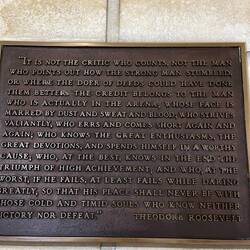 "IT IS NOT THE CRITIC WHO COUNTS, NOT THE MAN
WHO POINTS OUT HOW THE STRONG MAN STUMBLED
OR WHERE THE DOER OF DEEDS COULD HAVE DONE
THEM BETTER. THE CREDIT BELONGS TO THE MAN
WHO IS ACTUALLY IN THE ARENA; WHOSE FACE IS
MARRED BY DUST AND SWEAT AND BLOOD; WHO STRIVES
VALIANTLY, WHO ERRS AND COMES SHORT AGAIN AND
AGAIN; WHO KNOWS THE GREAT ENTHUSIASMS, THE
GREAT DEVOTIONS, AND SPENDS HIMSELF IN A WORTHY
CAUSE; WHO, AT THE BEST, KNOWS IN THE END THE
TRIUMPH OF HIGH ACHIEVEMENT; AND WHO, AT THE
WORST, IF HE FAILS, AT LEAST FAILS WHILE DARING
GREATLY, SO THAT HIS PLACE SHALL NEVER BE WITH
THOSE COLD AND TIMID SOULS WHO KNOW NEITHER
VICTORY NOR DEFEAT." THEODORE ROOSEVELT